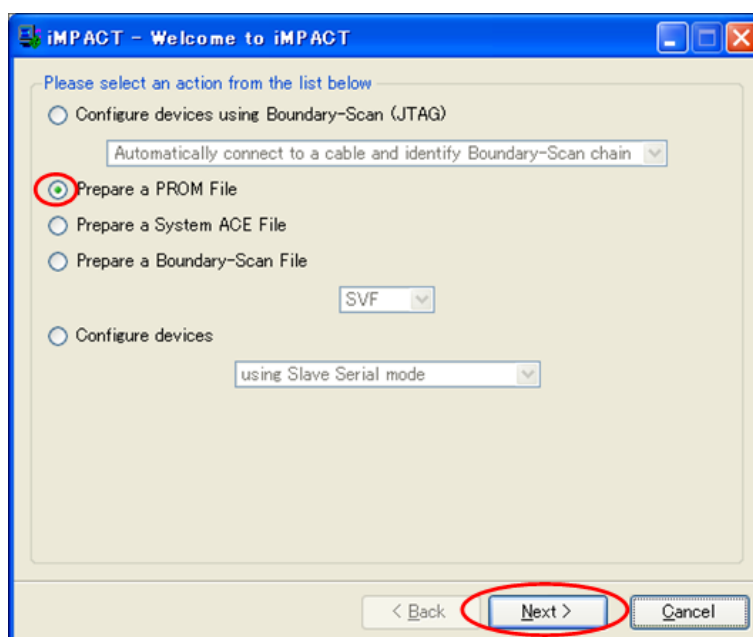 iMPACT - Welcome to iMPACT
Please select an action from the list below
Configure devices using Boundary-Scan (JTAG)
Automatically connect to a cable and identify Boundary-Scan chain
Prepare a PROM File
Prepare a System ACE File
Prepare a Boundary-Scan File
SVF
Configure devices
using Slave Serial mode
< Back Next > Cancel